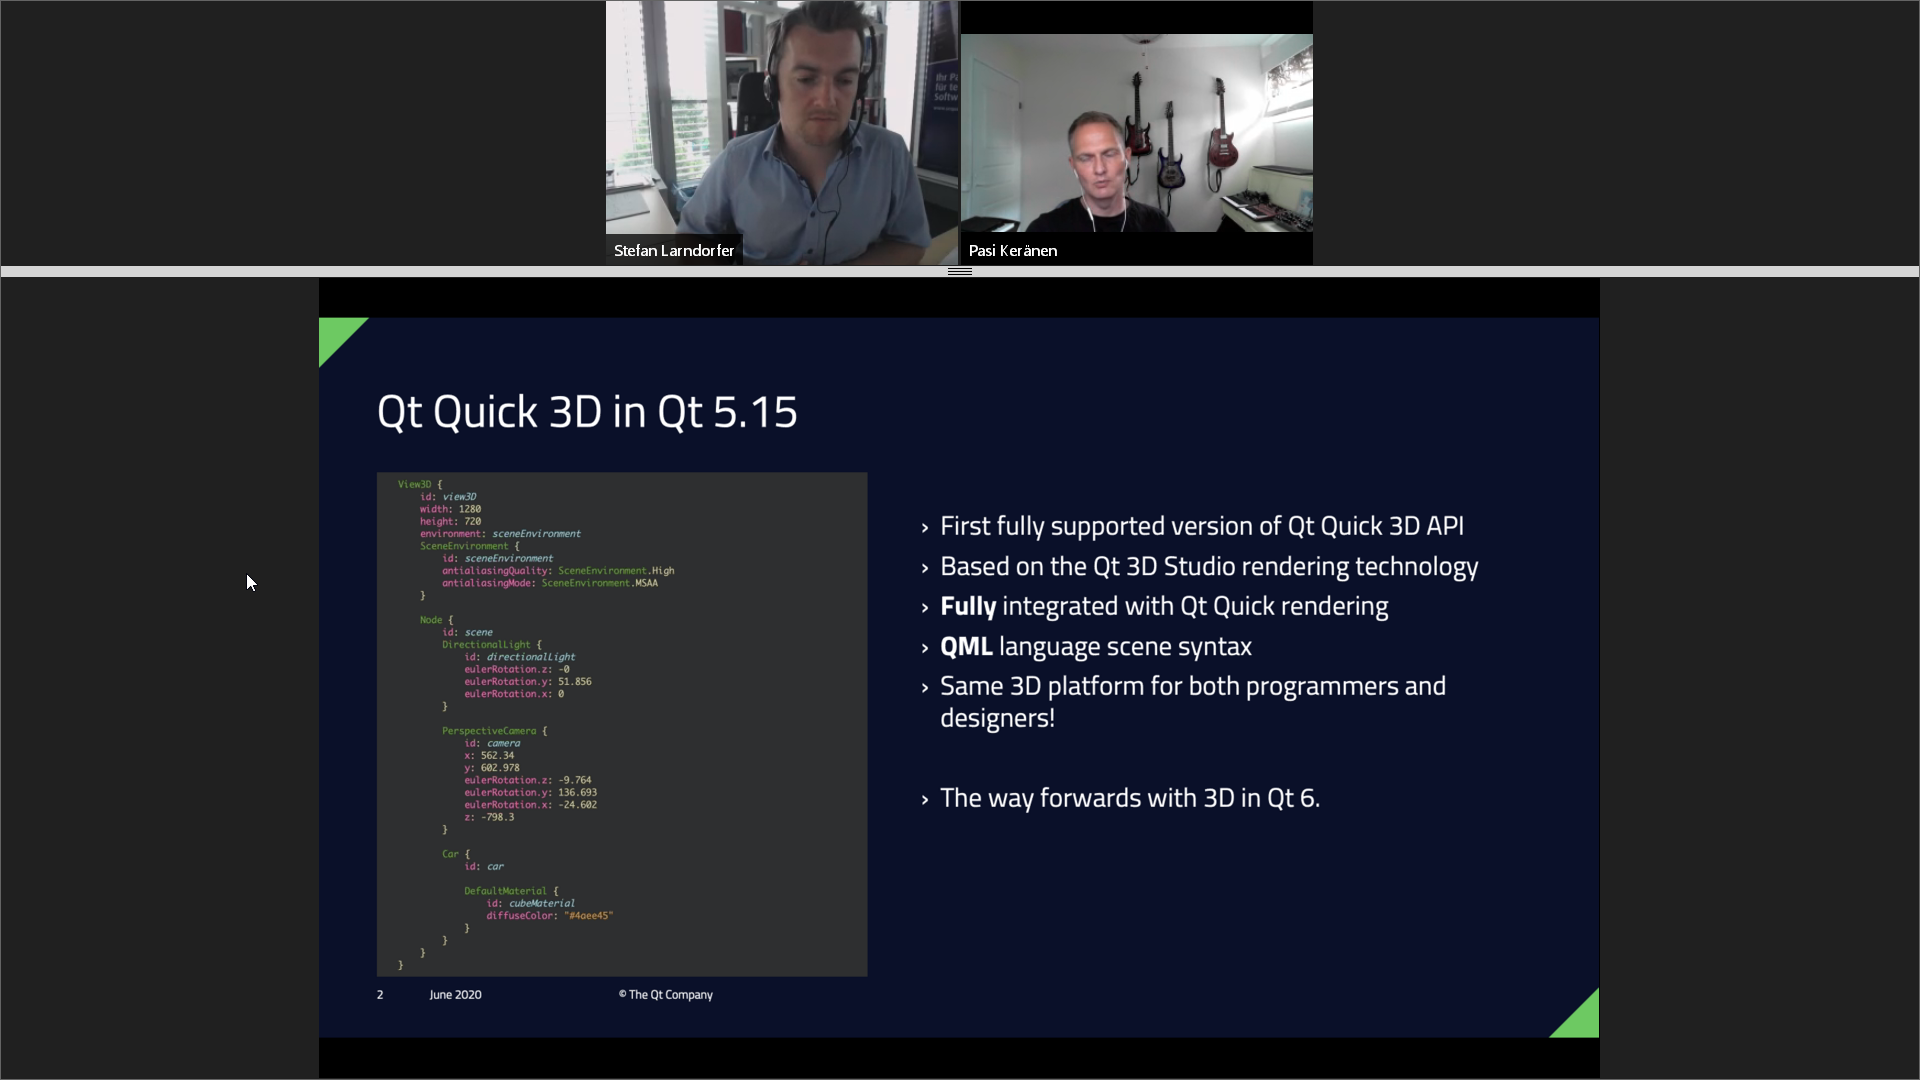 Ihr Pa
für te
Softw
Stefan Larndorfer
Pasi Keränen
Qt Quick 3D in Qt 5.15
View3D {
id: view3D
width: 1280
height: 720
environment: sceneEnvironment
SceneEnvironment {
id: sceneEnvironment
antialiasingQuality: SceneEnvironment.High
antialiasingMode: SceneEnvironment.MSAA
}
Node {
id: scene
DirectionalLight {
id: directionalLight
eulerRotation.z: -0
eulerRotation.y: 51.856
eulerRotation.x: 0
}
PerspectiveCamera {
id: camera
x: 562.34
y: 602.978
eulerRotation.z: -9.764
eulerRotation.y: 136.693
eulerRotation.x: -24.602
z: -798.3
}
Car {
id: car
DefaultMaterial {
id: cubeMaterial
diffuseColor: "#4aee45"
}
}
}
}
› First fully supported version of Qt Quick 3D API
› Based on the Qt 3D Studio rendering technology
› Fully integrated with Qt Quick rendering
› QML language scene syntax
› Same 3D platform for both programmers and
designers!
› The way forwards with 3D in Qt 6.
2 June 2020 © The Qt Company